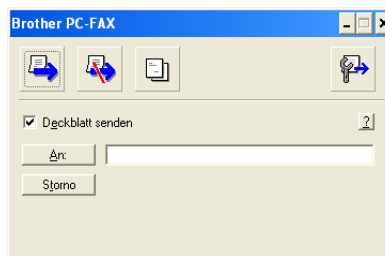 Brother PC-FAX
Deckblatt senden
?
An:
Storno